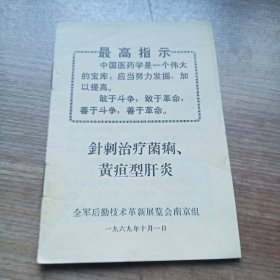 最高指示
中国医药学是一个伟大
的宝库，应当努力发掘，加
以提高。
敢于斗争，敢于革命，
善于斗争，善于革命。
針刺治疗菌痢、
黃疸型肝炎
全军后勤技术革新展览会南京组
一九六九年十月一日